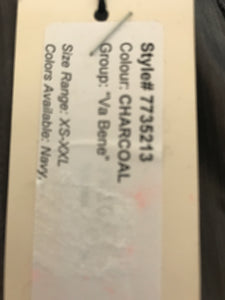 Style# 7735213
Colour: CHARCOAL
Group: "Va Bene"
Size Range: XS-XXL
Colors Available: Navy,